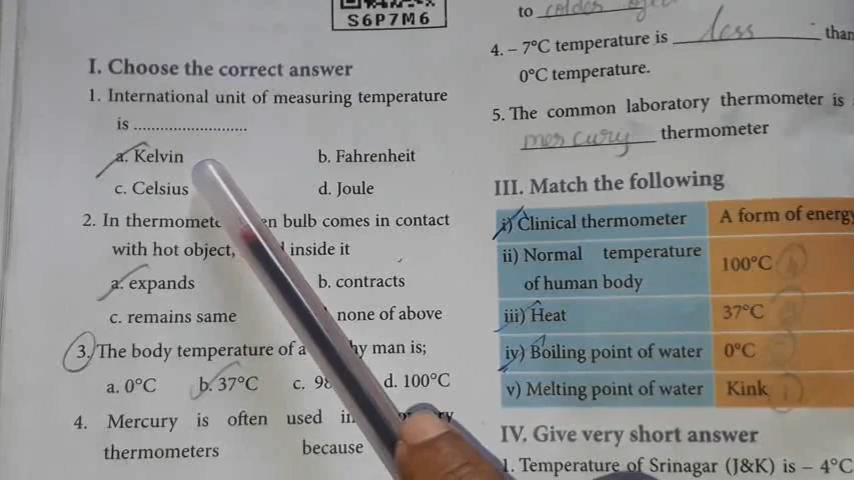 S6P7M6
I. Choose the correct answer
1. International unit of measuring temperature
is ..........................
a. Kelvin b. Fahrenheit
c. Celsius d. Joule
2. In thermomete en bulb comes in contact
with hot object, inside it
a. expands b. contracts
c. remains same none of above
3. The body temperature of a hy man is;
a. 0°C b. 37°C c. 98 d. 100°C
4. Mercury is often used in
thermometers because
to colder
4. – 7°C temperature is less than
0°C temperature.
5. The common laboratory thermometer is
mercury thermometer
III. Match the following
i) Clinical thermometer A form of energy
ii) Normal temperature
of human body 100°C
iii) Heat 37°C
iv) Boiling point of water 0°C
v) Melting point of water Kink
IV. Give very short answer
1. Temperature of Srinagar (J&K) is – 4°C